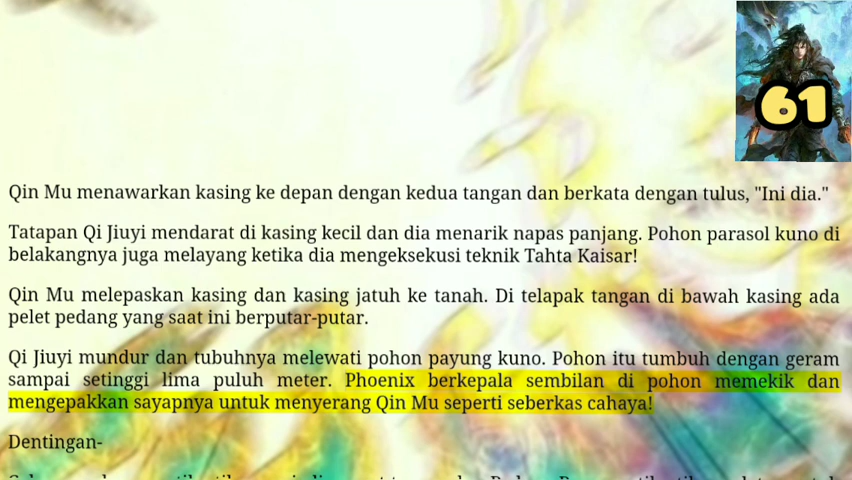 61
Qin Mu menawarkan kasing ke depan dengan kedua tangan dan berkata dengan tulus, "Ini dia."
Tatapan Qi Jiuyi mendarat di kasing kecil dan dia menarik napas panjang. Pohon parasol kuno di
belakangnya juga melayang ketika dia mengeksekusi teknik Tahta Kaisar!
Qin Mu melepaskan kasing dan kasing jatuh ke tanah. Di telapak tangan di bawah kasing ada
pelet pedang yang saat ini berputar-putar.
Qi Jiuyi mundur dan tubuhnya melewati pohon payung kuno. Pohon itu tumbuh dengan geram
sampai setinggi lima puluh meter. Phoenix berkepala sembilan di pohon memekik dan
mengepakkan sayapnya untuk menyerang Qin Mu seperti seberkas cahaya!
Dentingan-